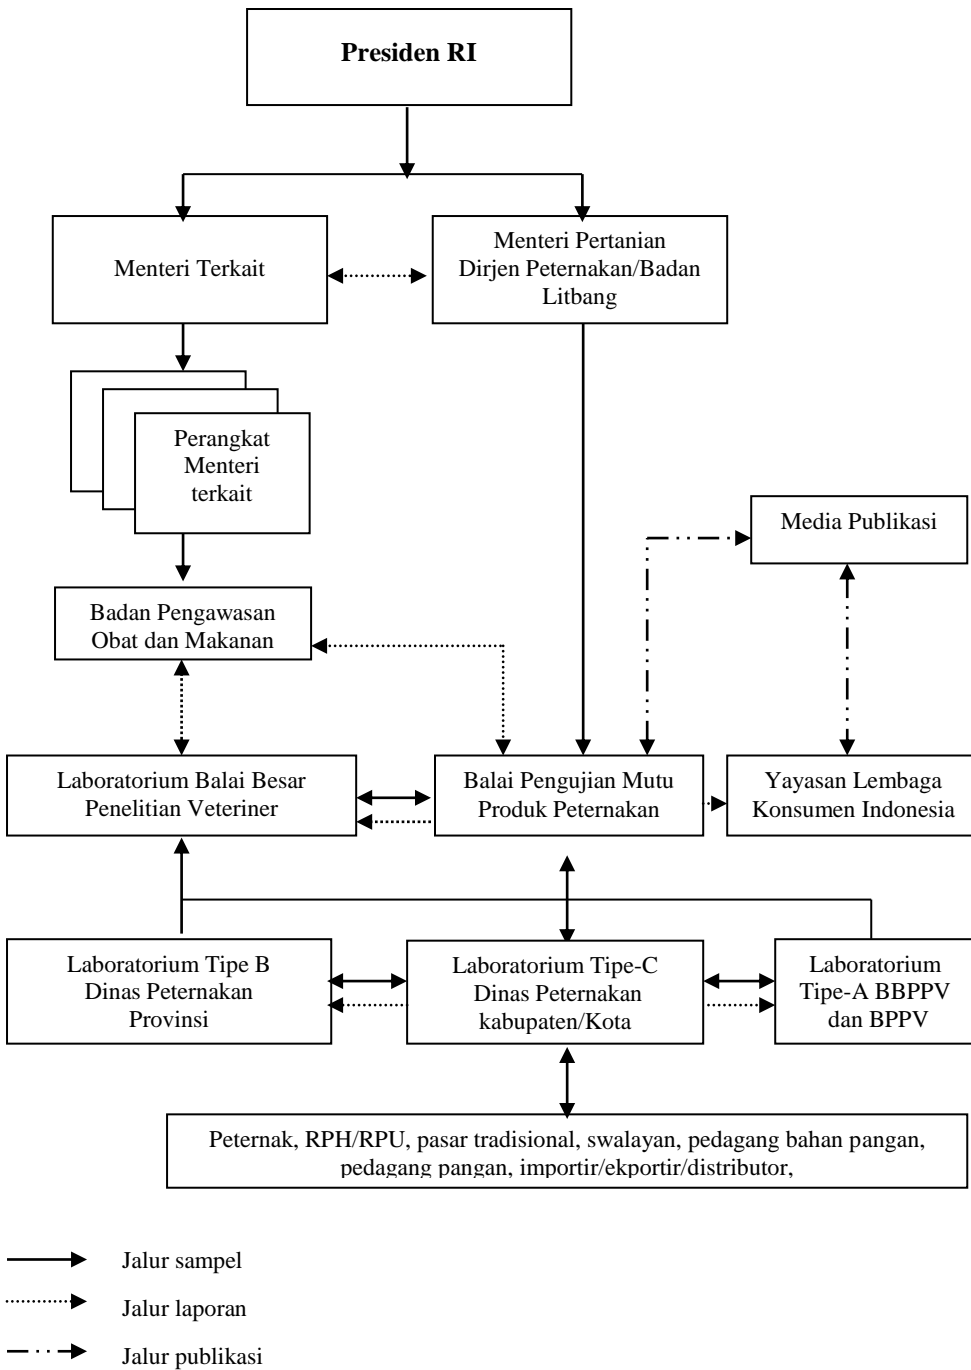 Presiden RI
Menteri Terkait
Menteri Pertanian
Dirjen Peternakan/Badan
Litbang
Perangkat
Menteri
terkait
Media Publikasi
Badan Pengawasan
Obat dan Makanan
Laboratorium Balai Besar
Penelitian Veteriner
Balai Pengujian Mutu
Produk Peternakan
Yayasan Lembaga
Konsumen Indonesia
Laboratorium Tipe B
Dinas Peternakan
Provinsi
Laboratorium Tipe-C
Dinas Peternakan
kabupaten/Kota
Laboratorium
Tipe-A BBPPV
dan BPPV
Peternak, RPH/RPU, pasar tradisional, swalayan, pedagang bahan pangan,
pedagang pangan, importir/ekportir/distributor,
Jalur sampel
Jalur laporan
Jalur publikasi